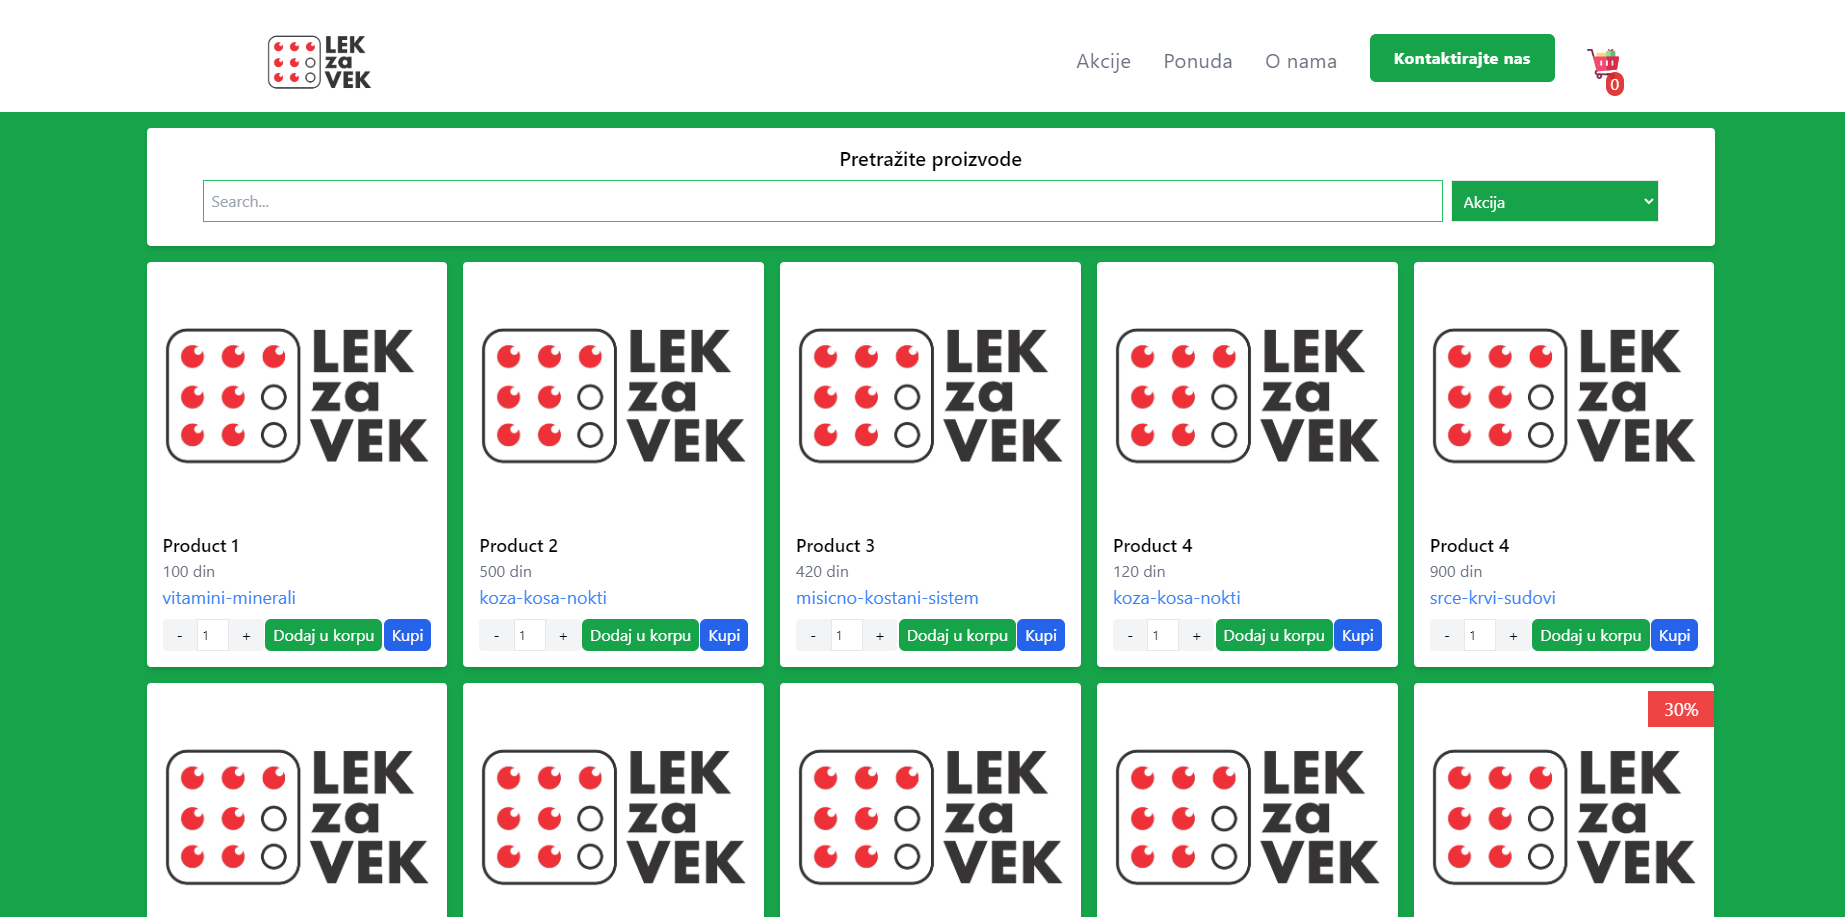 LEK
za
VEK
Akcije Ponuda O nama Kontaktirajte nas 0
Pretražite proizvode
Search... Akcija
LEK LEK LEK LEK LEK
za za za za za
VEK VEK VEK VEK VEK
Product 1 Product 2 Product 3 Product 4 Product 4
100 din 500 din 420 din 120 din 900 din
vitamini-minerali koza-kosa-nokti misicno-kostani-sistem koza-kosa-nokti srce-krvi-sudovi
- 1 + Dodaj u korpu Kupi - 1 + Dodaj u korpu Kupi - 1 + Dodaj u korpu Kupi - 1 + Dodaj u korpu Kupi - 1 + Dodaj u korpu Kupi
30%
LEK LEK LEK LEK LEK
za za za za za
VEK VEK VEK VEK VEK